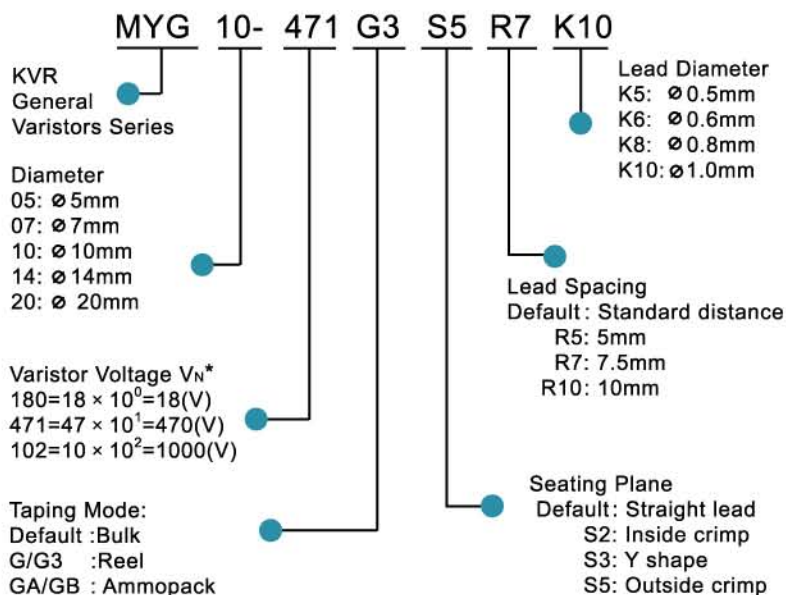 MYG 10- 471 G3 S5 R7 K10
KVR
General
Varistors Series
Diameter
05: ⌀ 5mm
07: ⌀ 7mm
10: ⌀ 10mm
14: ⌀ 14mm
20: ⌀ 20mm
Varistor Voltage VN*
180=18 × 10⁰=18(V)
471=47 × 10¹=470(V)
102=10 × 10²=1000(V)
Taping Mode:
Default :Bulk
G/G3 :Reel
GA/GB : Ammopack
Lead Diameter
K5: ⌀ 0.5mm
K6: ⌀ 0.6mm
K8: ⌀ 0.8mm
K10: ⌀ 1.0mm
Lead Spacing
Default : Standard distance
R5: 5mm
R7: 7.5mm
R10: 10mm
Seating Plane
Default : Straight lead
S2: Inside crimp
S3: Y shape
S5: Outside crimp